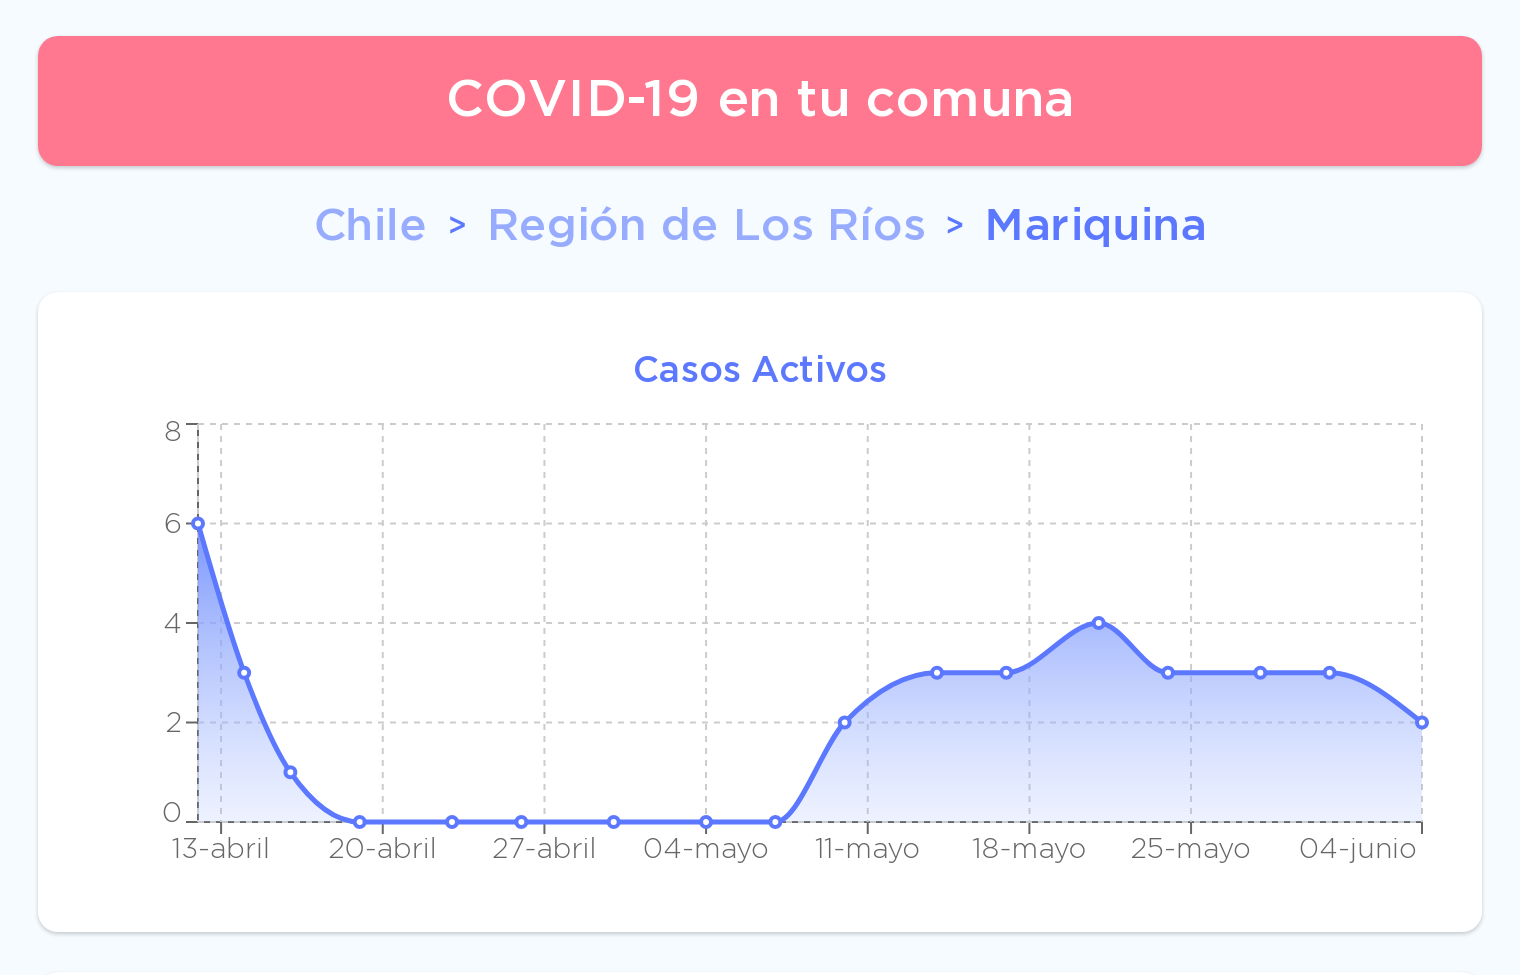 COVID-19 en tu comuna
Chile > Región de Los Ríos > Mariquina
Casos Activos
8
6
4
2
0
13-abril 20-abril 27-abril 04-mayo 11-mayo 18-mayo 25-mayo 04-junio